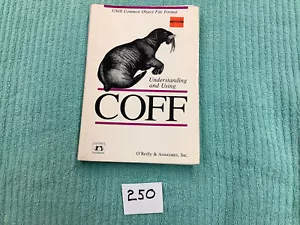 UNIX Common Object File Format
Understanding
and Using
COFF
O'Reilly & Associates, Inc.
250